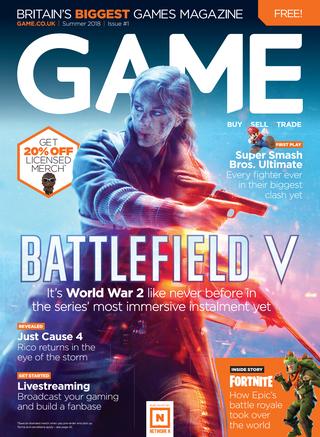 BRITAIN'S BIGGEST GAMES MAGAZINE
GAME.CO.UK | Summer 2018 | Issue #1
FREE!
GAME
BUY SELL TRADE
GET
20% OFF
LICENSED
MERCH*
FIRST PLAY
Super Smash
Bros. Ultimate
Every fighter ever
in their biggest
clash yet
BATTLEFIELD V
It's World War 2 like never before in
the series' most immersive instalment yet
REVEALED
Just Cause 4
Rico returns in the
eye of the storm
GET STARTED
Livestreaming
Broadcast your gaming
and build a fanbase
INSIDE STORY
FORTNITE
How Epic's
battle royale
took over
the world
N
NETWORK N